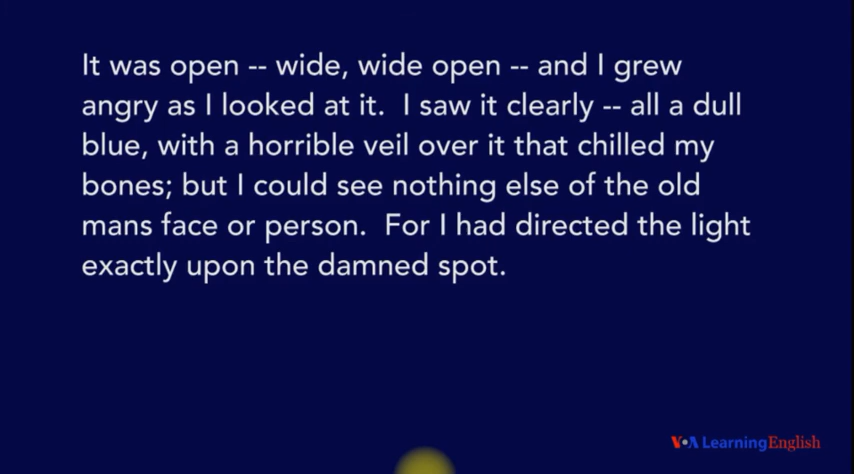 It was open -- wide, wide open -- and I grew
angry as I looked at it.  I saw it clearly -- all a dull
blue, with a horrible veil over it that chilled my
bones; but I could see nothing else of the old
mans face or person.  For I had directed the light
exactly upon the damned spot.
VOA LearningEnglish